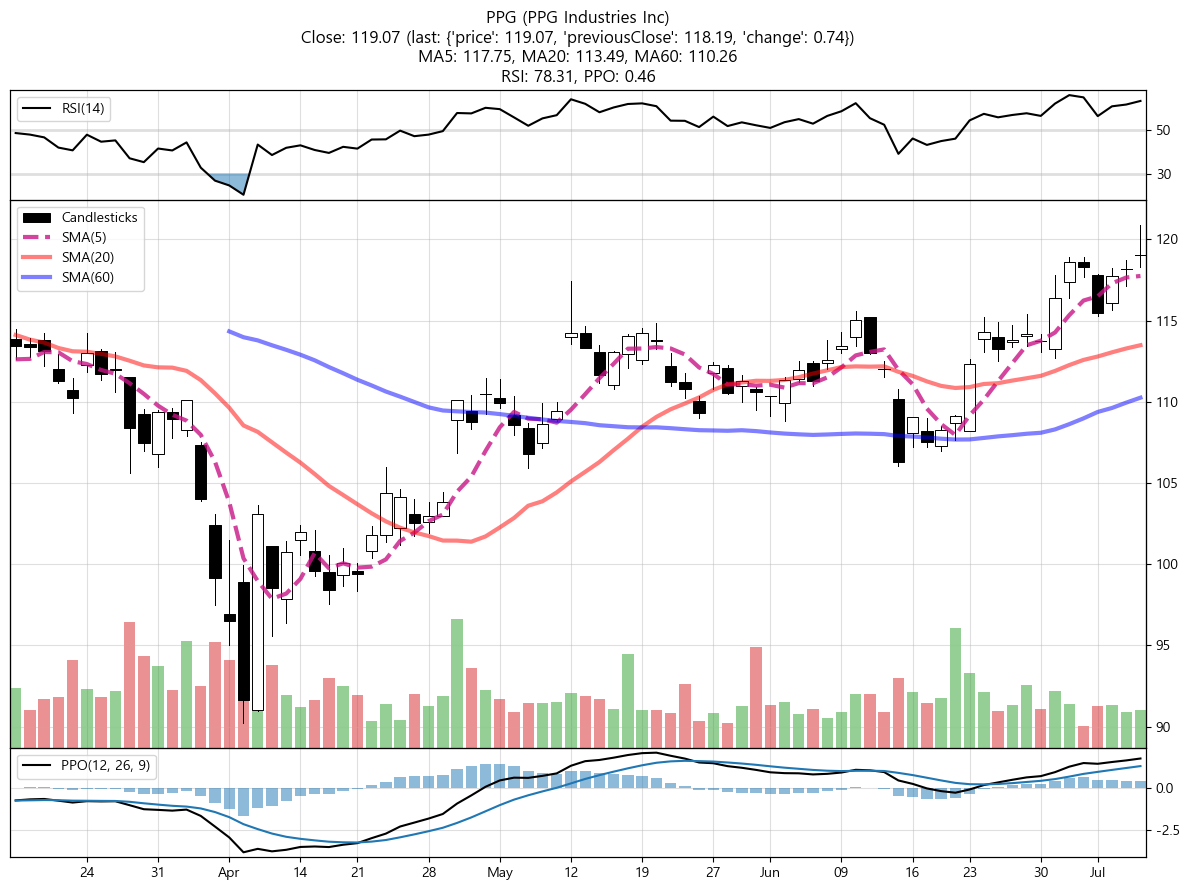 PPG (PPG Industries Inc)
Close: 119.07 (last: {'price': 119.07, 'previousClose': 118.19, 'change': 0.74})
MA5: 117.75, MA20: 113.49, MA60: 110.26
RSI: 78.31, PPO: 0.46
RSI(14)
50
30
Candlesticks
SMA(5)
SMA(20)
SMA(60)
120
115
110
105
100
95
90
PPO(12, 26, 9)
0.0
-2.5
24 31 Apr 14 21 28 May 12 19 27 Jun 09 16 23 30 Jul